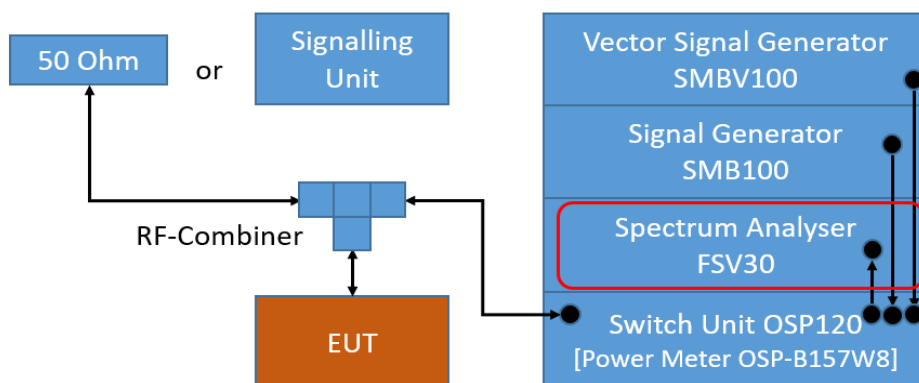 50 Ohm
or
Signalling
Unit
Vector Signal Generator
SMBV100
Signal Generator
SMB100
Spectrum Analyser
FSV30
RF-Combiner
EUT
Switch Unit OSP120
[Power Meter OSP-B157W8]